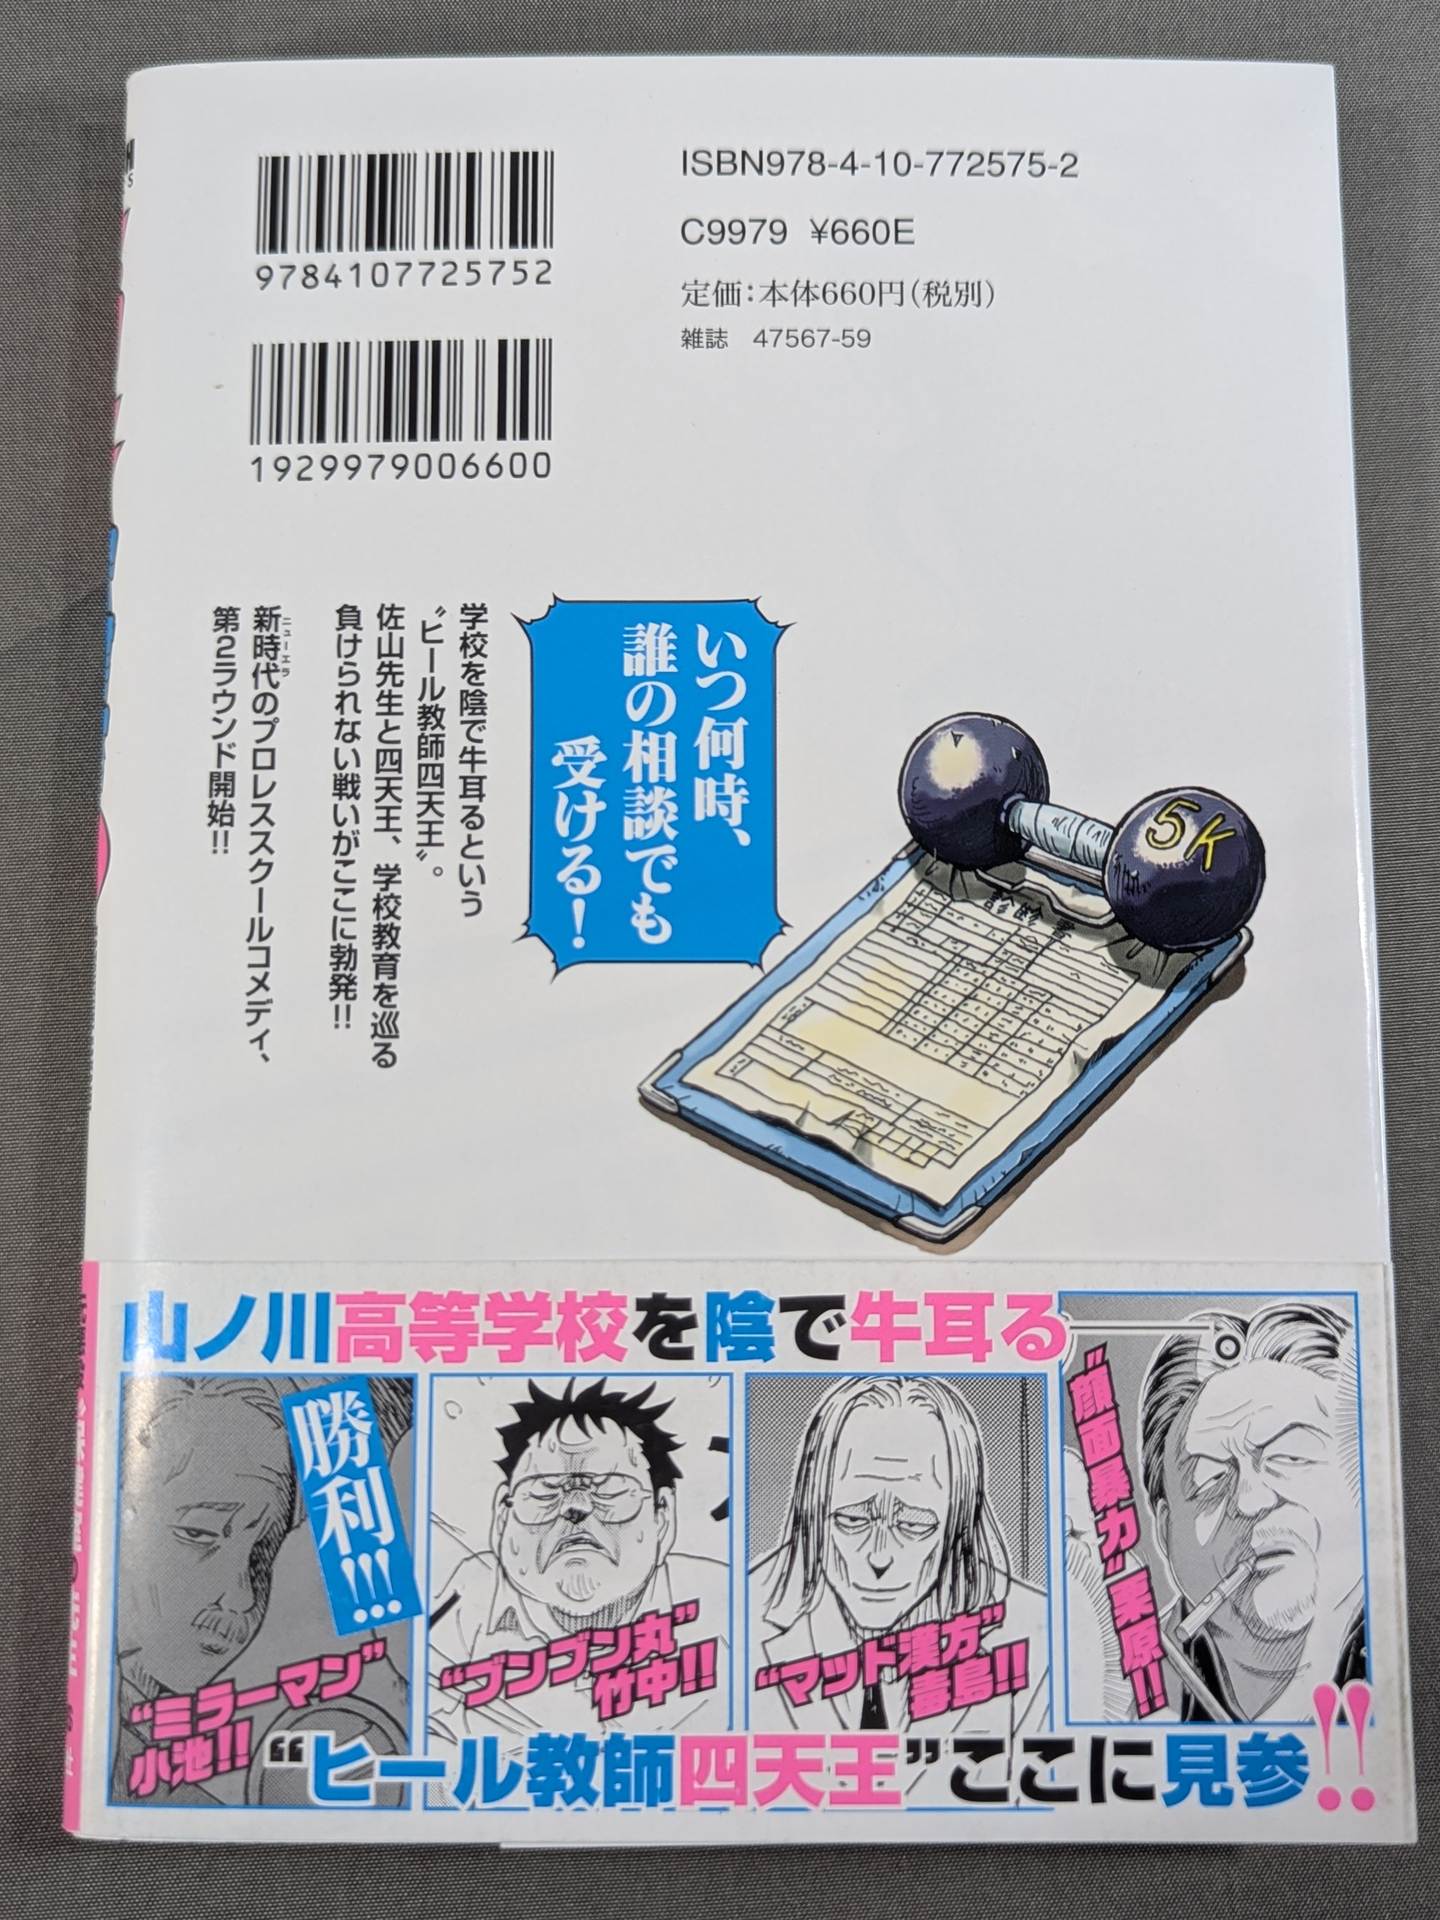 9784107725752
1929979006600
ISBN978-4-10-772575-2
C9979 ¥660E
定価：本体660円（税別）
雑誌 47567-59
いつ何時、
誰の相談でも
受ける！
学校を陰で牛耳るという
〝ヒール教師四天王〟。
佐山先生と四天王、学校教育を巡る
負けられない戦いがここに勃発!!
新時代のプロレススクールコメディ、
ニューエラ
第2ラウンド開始!!
5K
山ノ川高等学校を陰で牛耳る
勝利!!!
“ミラーマン”
小池!!
“ブンブン丸”
竹中!!
“マッド漢方”
毒島!!
“顔面暴力”栗原!!
“ヒール教師四天王”ここに見参!!